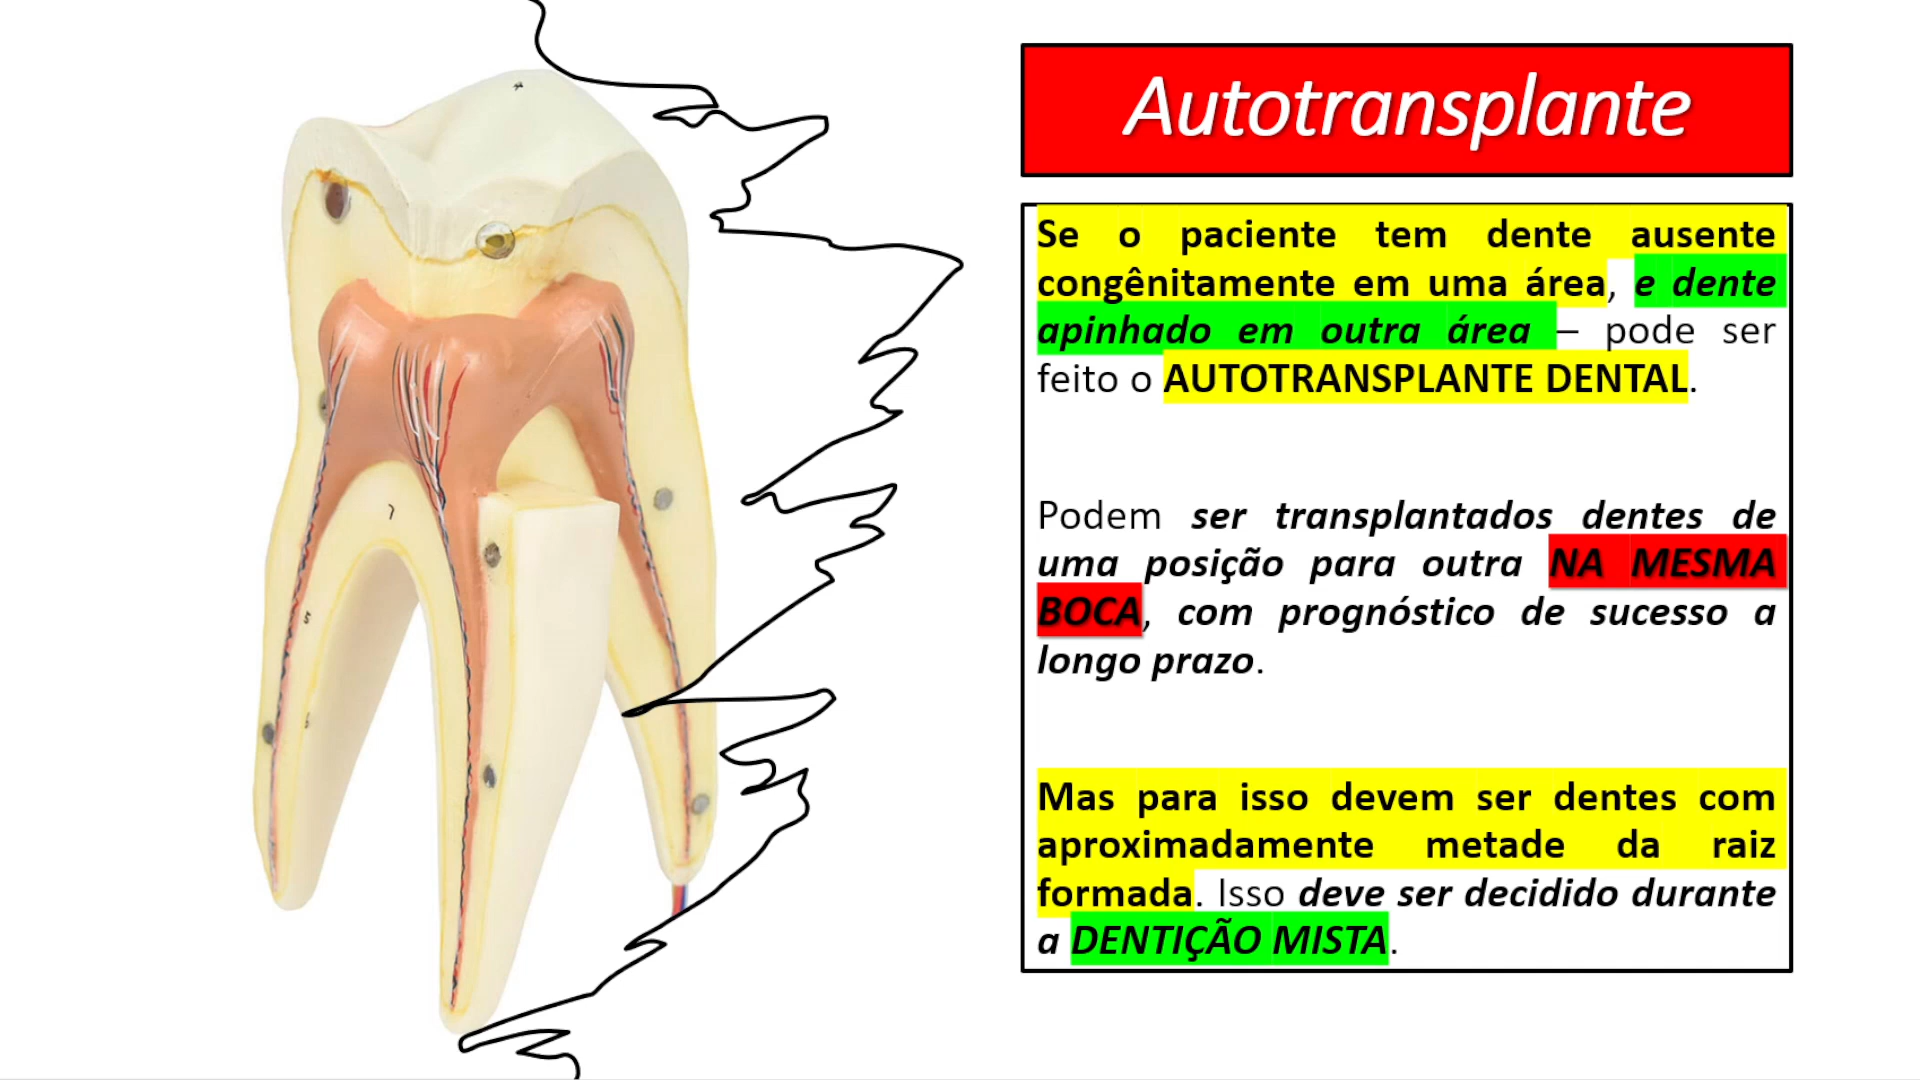 Autotransplante
Se o paciente tem dente ausente
congênitamente em uma área, e dente
apinhado em outra área – pode ser
feito o AUTOTRANSPLANTE DENTAL.
Podem ser transplantados dentes de
uma posição para outra NA MESMA
BOCA, com prognóstico de sucesso a
longo prazo.
Mas para isso devem ser dentes com
aproximadamente metade da raiz
formada. Isso deve ser decidido durante
a DENTIÇÃO MISTA.